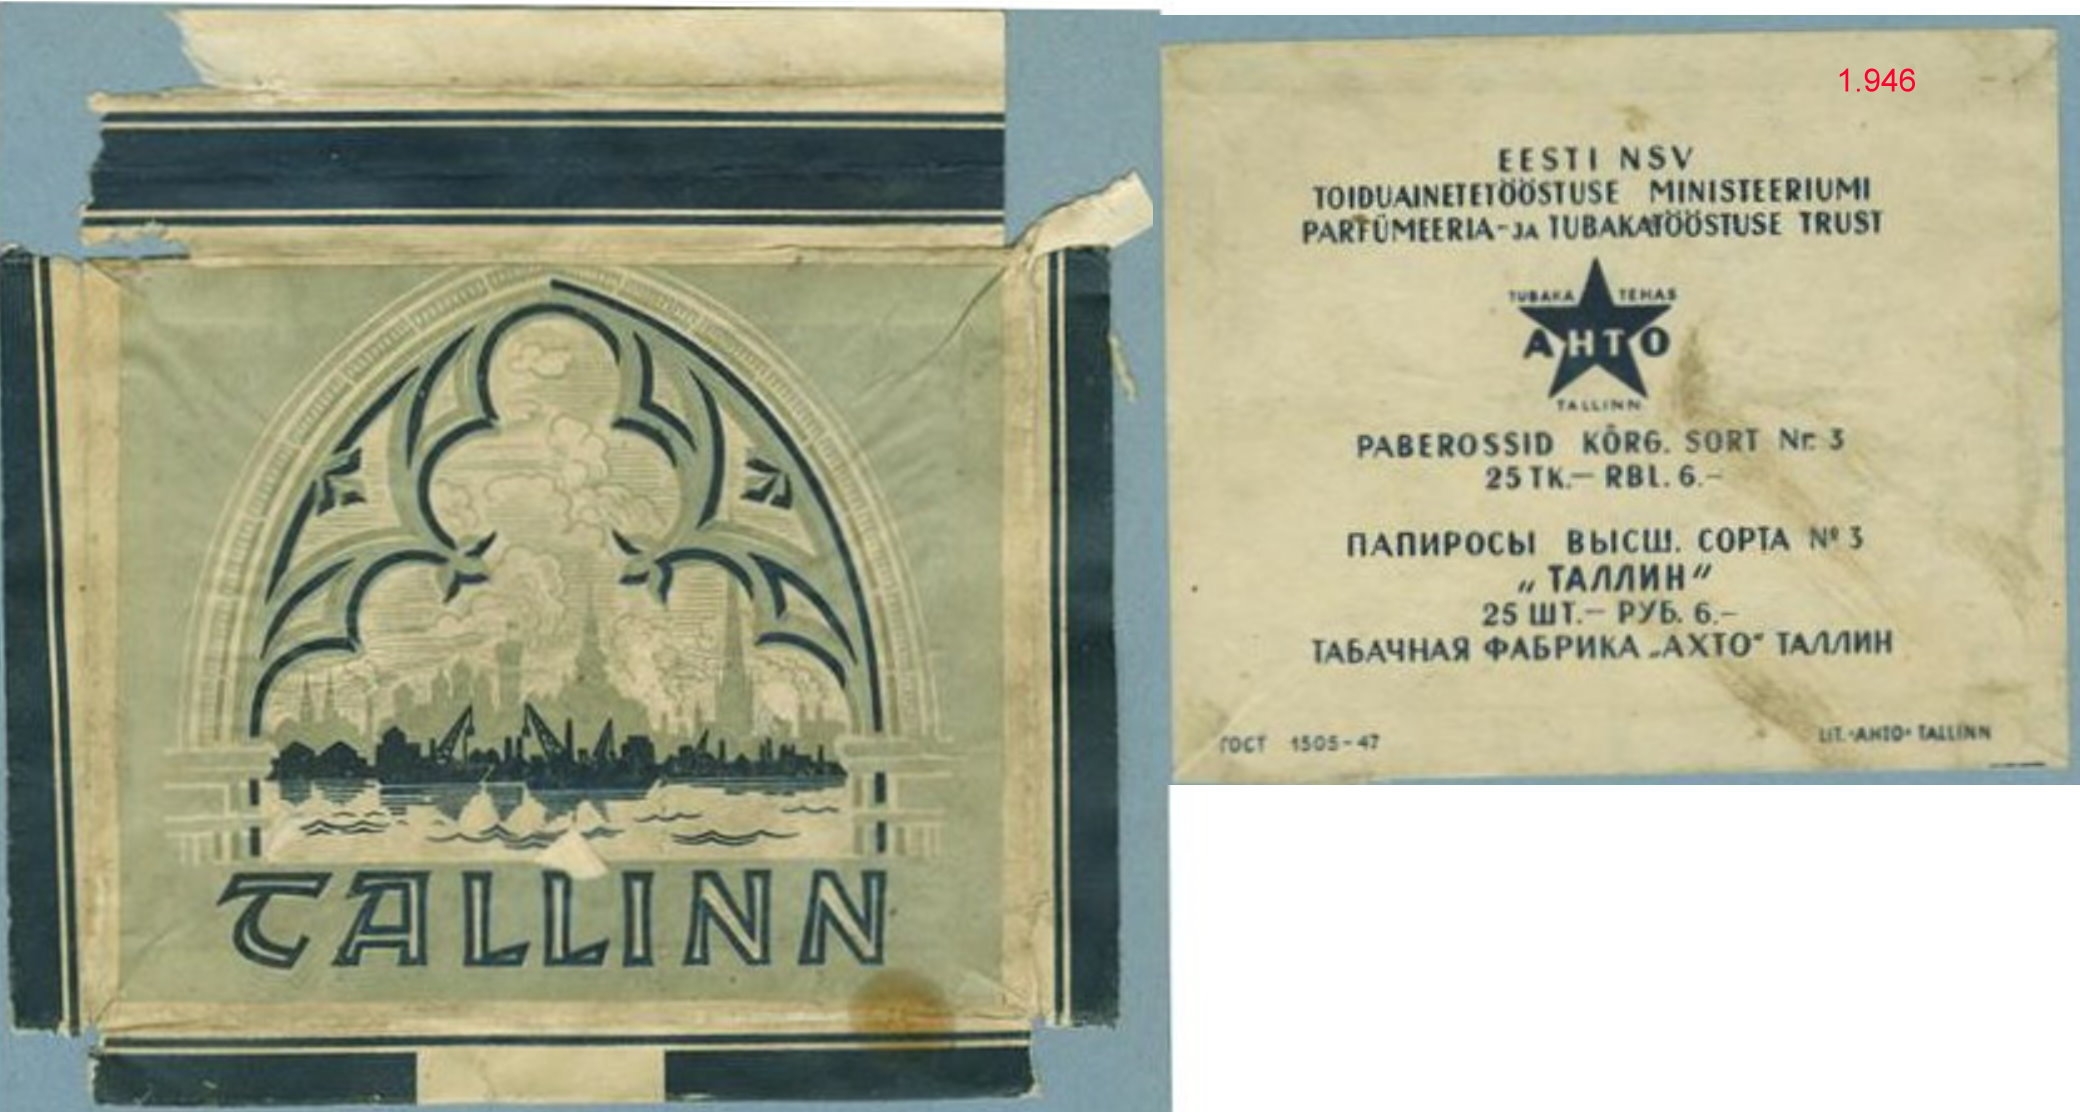 TALLINN
1.946
EESTI NSV
TOIDUAINETETÖÖSTUSE MINISTEERIUMI
PARFÜMEERIA-JA TUBAKATÖÖSTUSE TRUST
TUBAKA TEHAS
AHTO
TALLINN
PABEROSSID KÕRG. SORT Nr. 3
25 TK.— RBL. 6.-
ПАПИРОСЫ ВЫСШ. СОРТА № 3
„ТАЛЛИН"
25 ШТ.— РУБ. 6.-
ТАБАЧНАЯ ФАБРИКА „АХТО" ТАЛЛИН
ГОСТ 1505-47
LIT. "AHTO" TALLINN